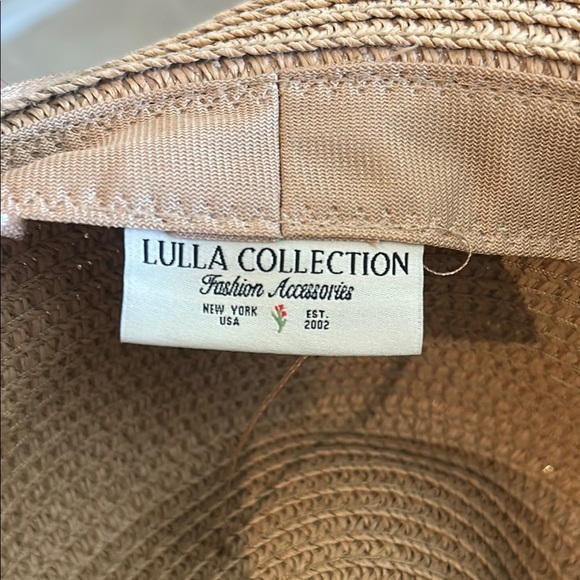 LULLA COLLECTION
Fashion Accessories
NEW YORK EST.
USA 2002